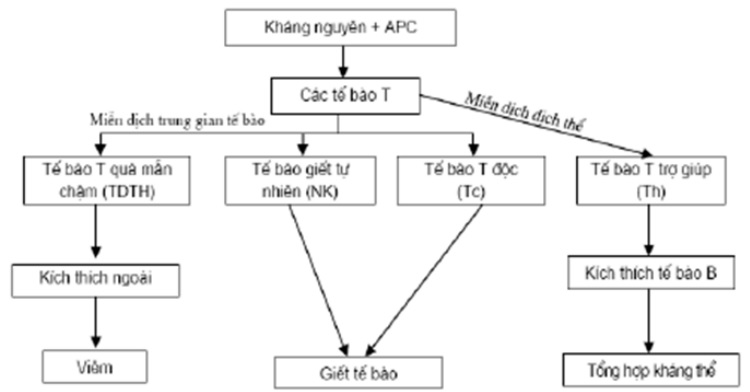 Kháng nguyên + APC
Các tế bào T
Miễn dịch trung gian tế bào
Miễn dịch dịch thể
Tế bào T quá mẫn
chậm (TDTH)
Tế bào giết tự
nhiên (NK)
Tế bào T độc
(Tc)
Tế bào T trợ giúp
(Th)
Kích thích ngoài
Kích thích tế bào B
Viêm
Giết tế bào
Tổng hợp kháng thể